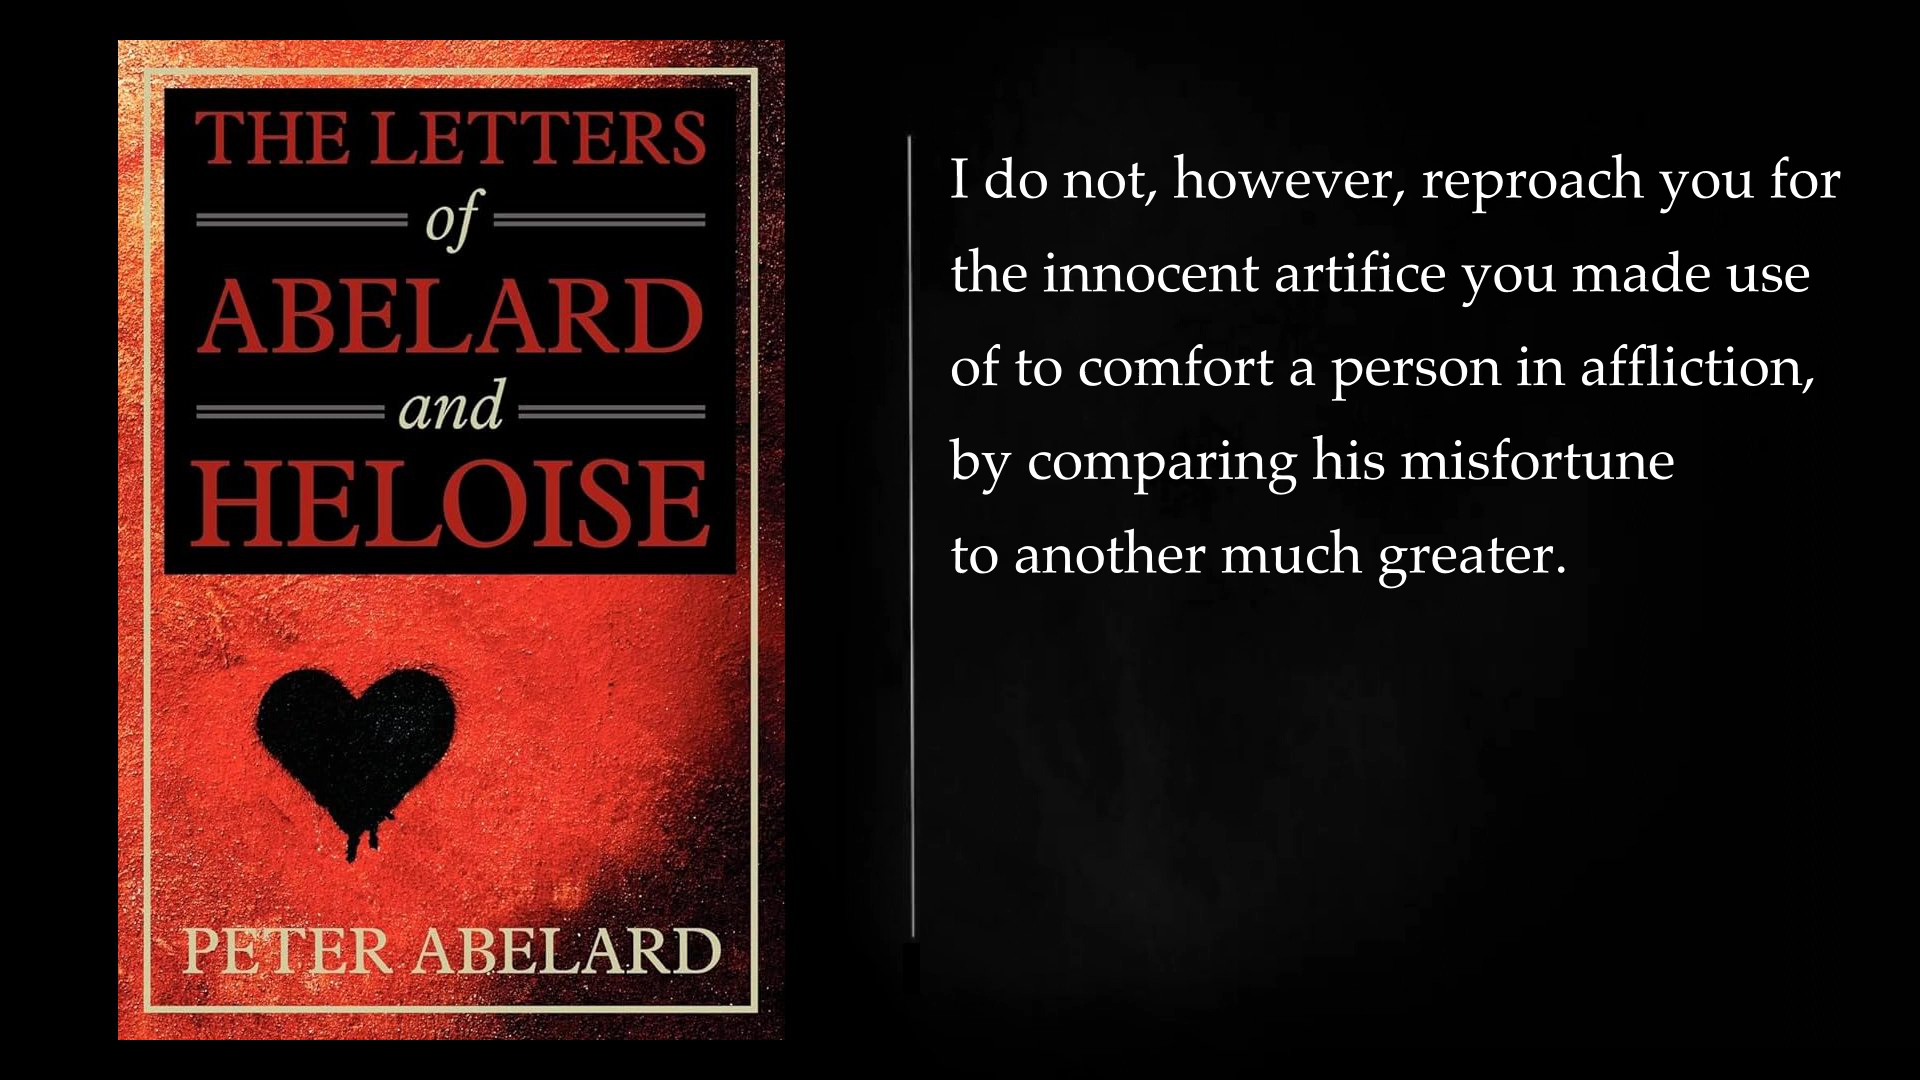 THE LETTERS
of
ABELARD
and
HELOISE
PETER ABELARD
I do not, however, reproach you for
the innocent artifice you made use
of to comfort a person in affliction,
by comparing his misfortune
to another much greater.